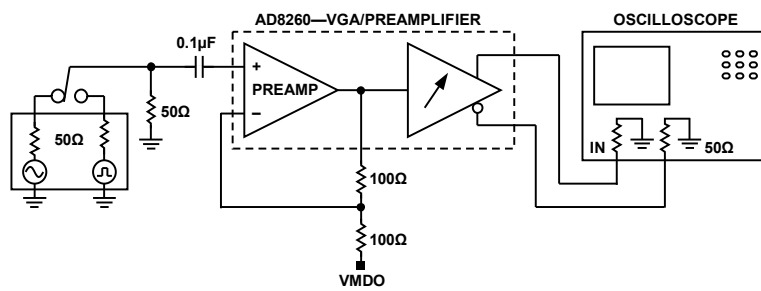 AD8260—VGA/PREAMPLIFIER
OSCILLOSCOPE
0.1µF
+
PREAMP
–
50Ω
50Ω
IN
50Ω
100Ω
100Ω
VMDO